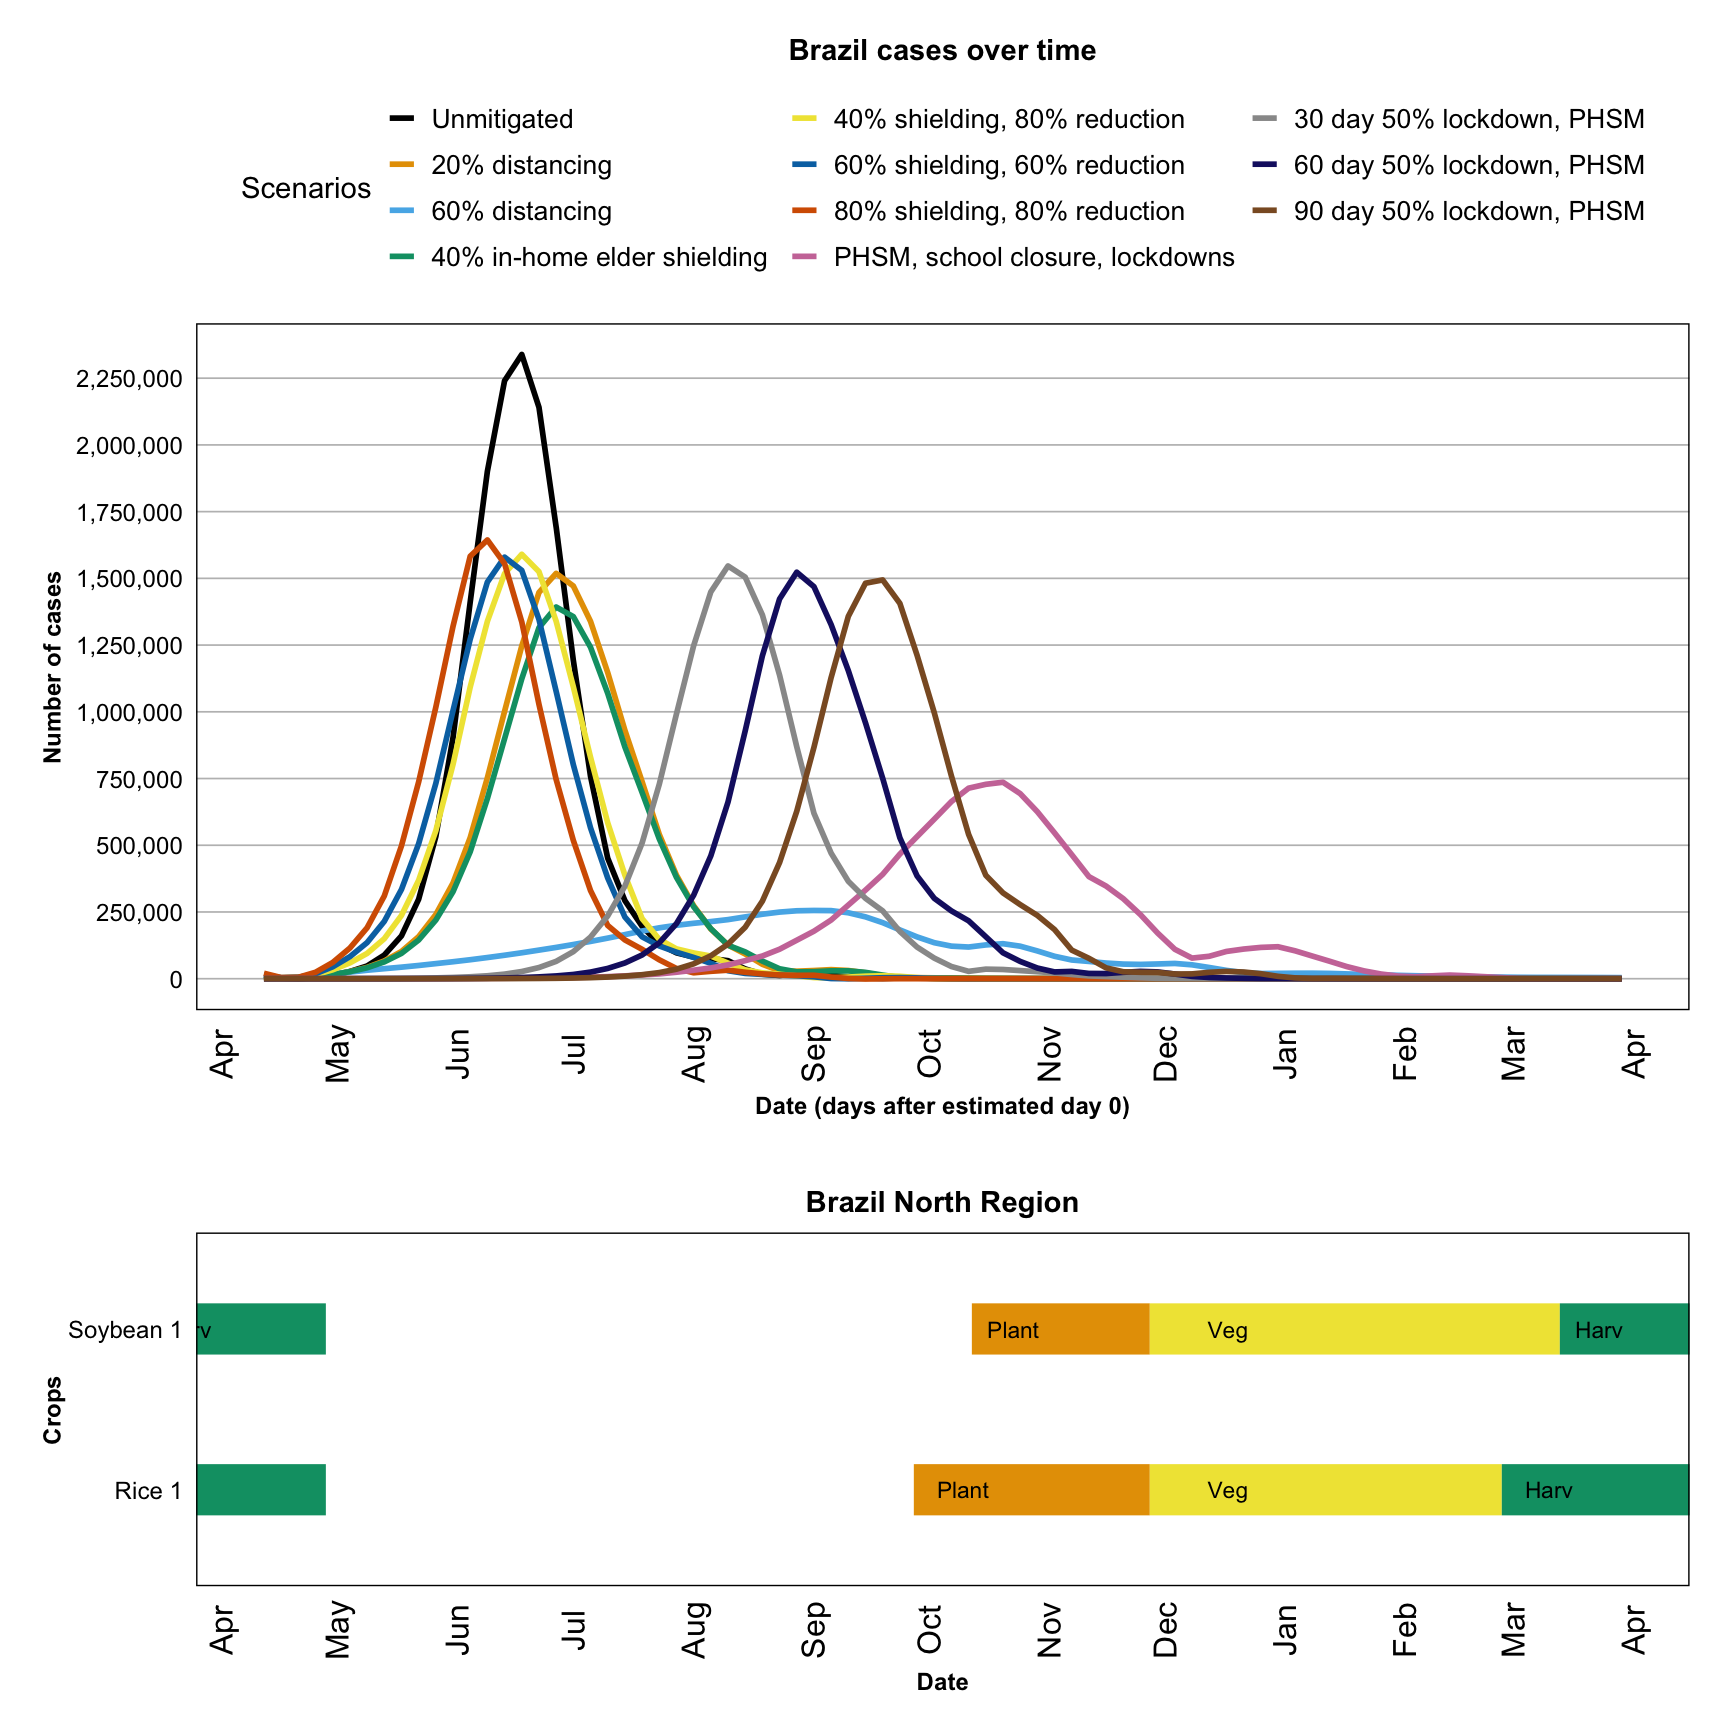 Brazil cases over time
Scenarios
Unmitigated
20% distancing
60% distancing
40% in-home elder shielding
40% shielding, 80% reduction
60% shielding, 60% reduction
80% shielding, 80% reduction
PHSM, school closure, lockdowns
30 day 50% lockdown, PHSM
60 day 50% lockdown, PHSM
90 day 50% lockdown, PHSM
Number of cases
2,250,000
2,000,000
1,750,000
1,500,000
1,250,000
1,000,000
750,000
500,000
250,000
0
Apr May Jun Jul Aug Sep Oct Nov Dec Jan Feb Mar Apr
Date (days after estimated day 0)
Brazil North Region
Crops
Soybean 1 rv Plant Veg Harv
Rice 1 Plant Veg Harv
Apr May Jun Jul Aug Sep Oct Nov Dec Jan Feb Mar Apr
Date